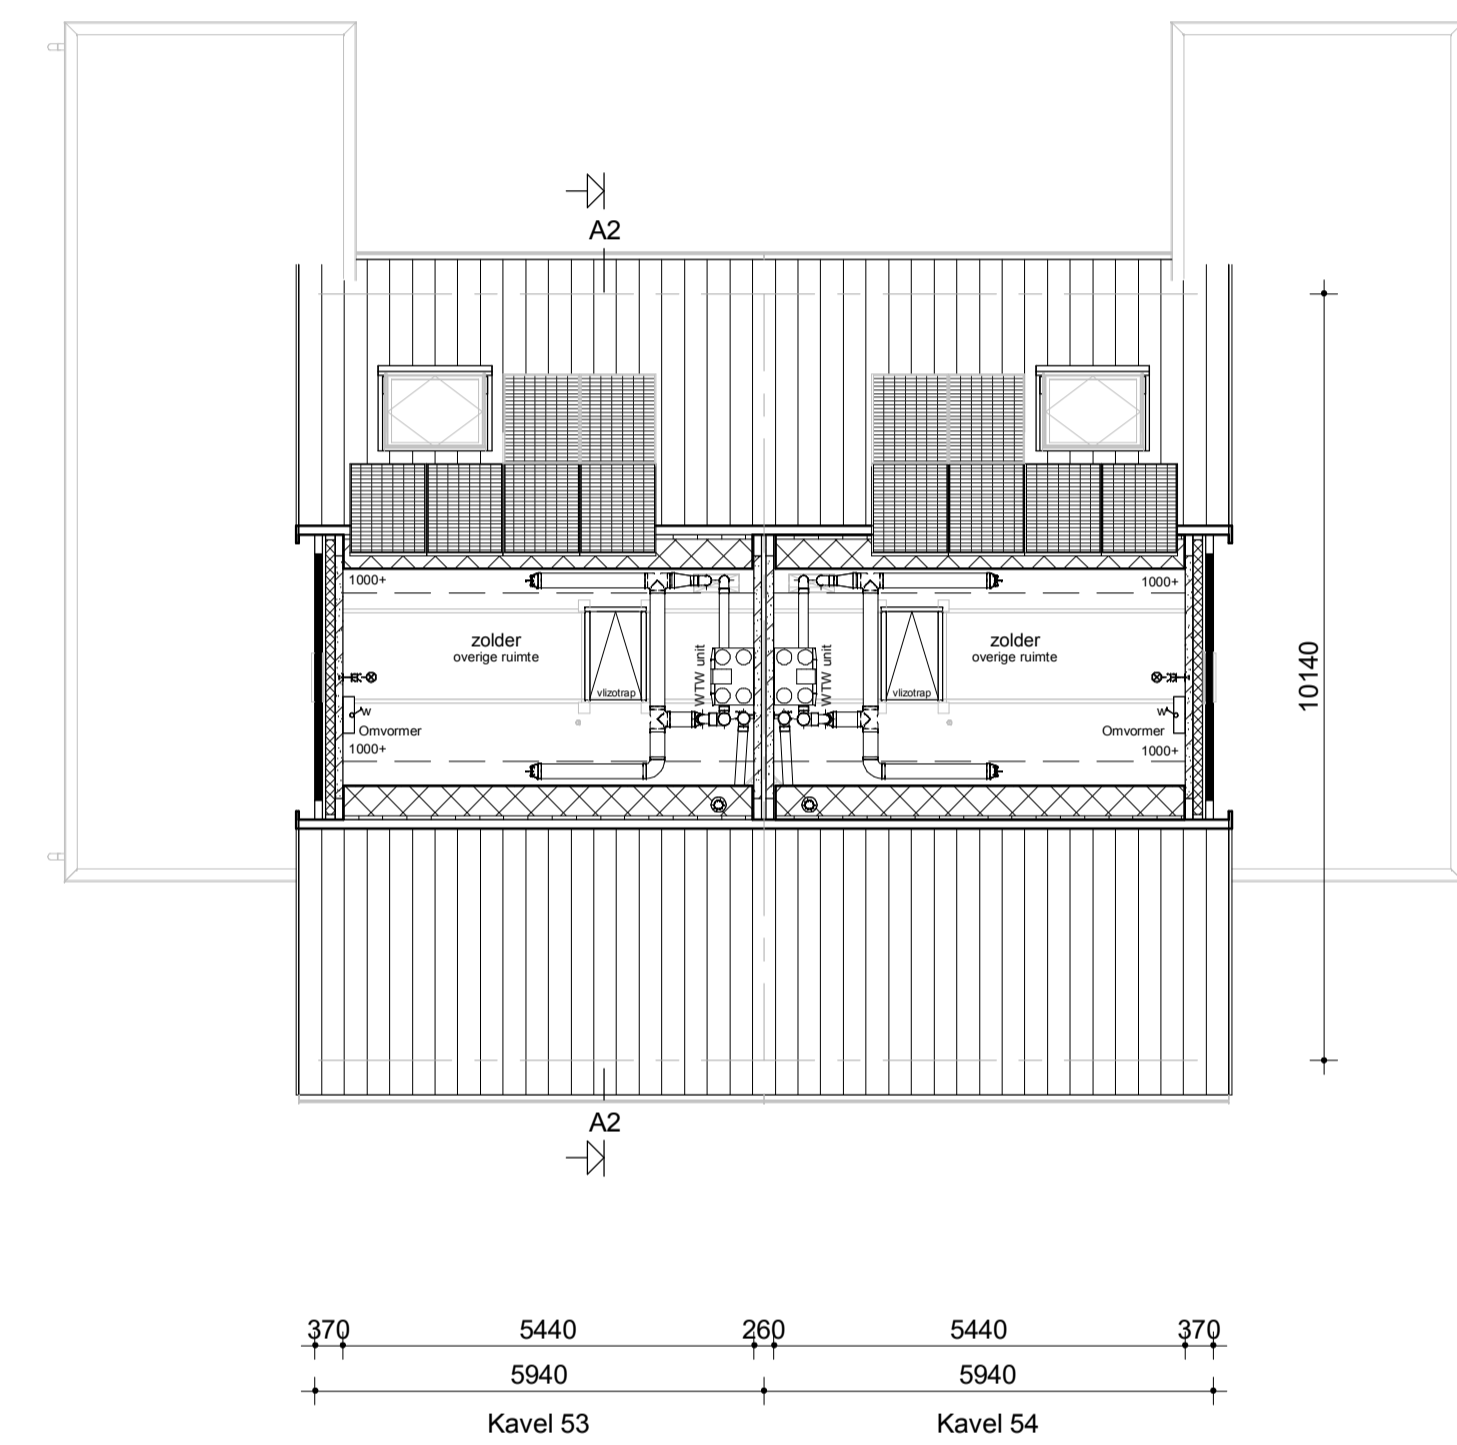 A2
10140
1000+
1000+
zolder
overige ruimte
zolder
overige ruimte
WTW unit
WTW unit
vlizotrap
vlizotrap
w
w
Omvormer
Omvormer
1000+
1000+
A2
370
5440
260
5440
370
5940
5940
Kavel 53
Kavel 54